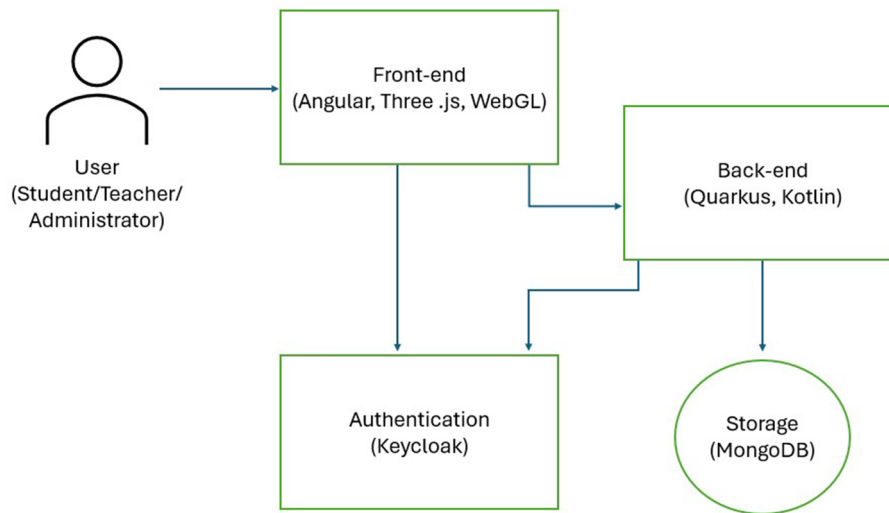 Front-end
(Angular, Three .js, WebGL)
User
(Student/Teacher/
Administrator)
Back-end
(Quarkus, Kotlin)
Authentication
(Keycloak)
Storage
(MongoDB)